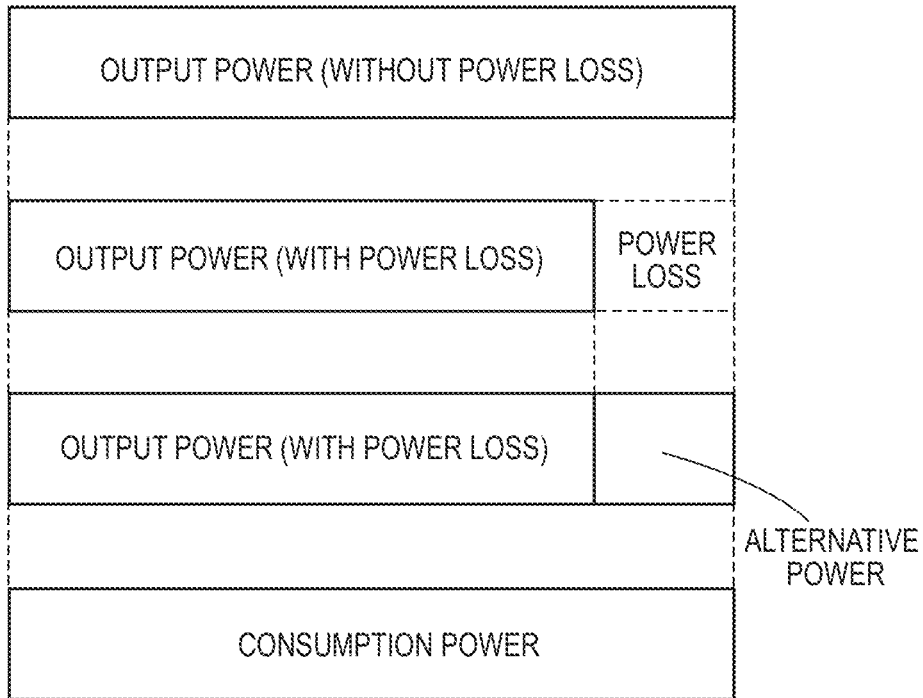 OUTPUT POWER (WITHOUT POWER LOSS)
OUTPUT POWER (WITH POWER LOSS)
POWER
LOSS
OUTPUT POWER (WITH POWER LOSS)
ALTERNATIVE
POWER
CONSUMPTION POWER